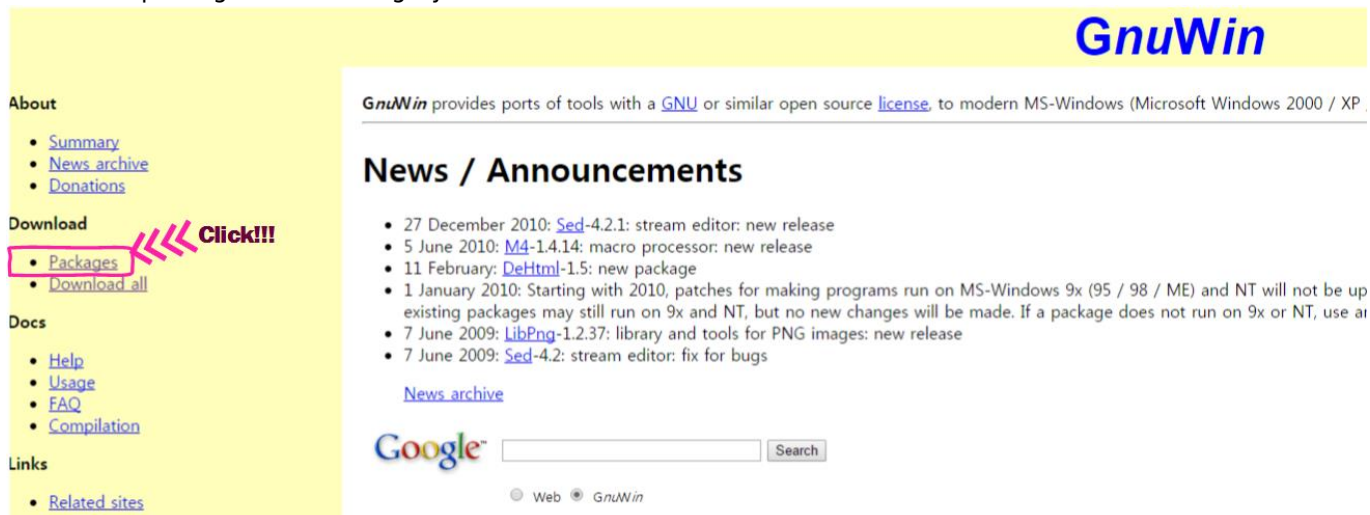 GnuWin
About
• Summary
• News archive
• Donations
Download
• Packages
Click!!!
• Download all
Docs
• Help
• Usage
• FAQ
• Compilation
Links
• Related sites
GnuWin provides ports of tools with a GNU or similar open source license, to modern MS-Windows (Microsoft Windows 2000 / XP
News / Announcements
• 27 December 2010: Sed-4.2.1: stream editor: new release
• 5 June 2010: M4-1.4.14: macro processor: new release
• 11 February: DeHtml-1.5: new package
• 1 January 2010: Starting with 2010, patches for making programs run on MS-Windows 9x (95 / 98 / ME) and NT will not be up
existing packages may still run on 9x and NT, but no new changes will be made. If a package does not run on 9x or NT, use
• 7 June 2009: LibPng-1.2.37: library and tools for PNG images: new release
• 7 June 2009: Sed-4.2: stream editor: fix for bugs
News archive
Google™
Search
Web GnuWin